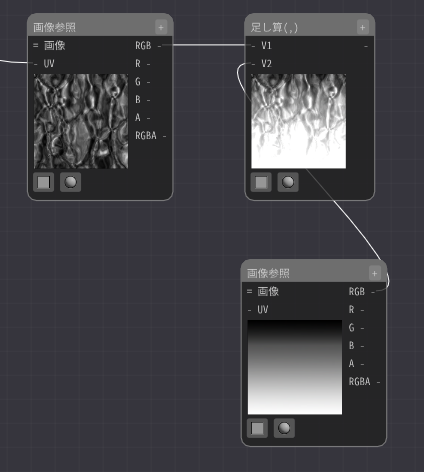 画像参照 +
= 画像 RGB -
- UV R -
G -
B -
A -
RGBA -
足し算(,) +
- V1 -
- V2
画像参照 +
= 画像 RGB -
- UV R -
G -
B -
A -
RGBA -